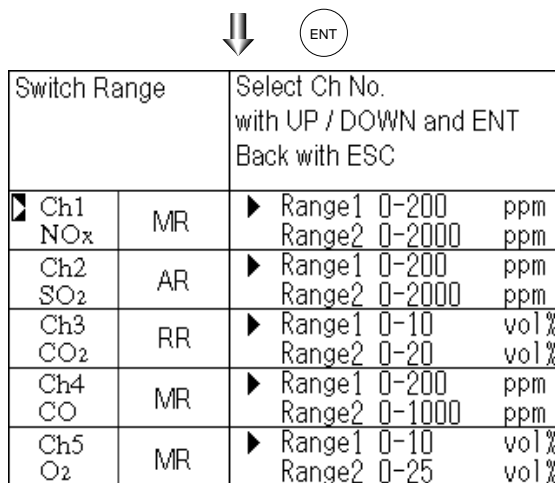 ENT
Switch Range
Select Ch No.
with UP / DOWN and ENT
Back with ESC
Ch1
NOx
MR
Range1 0-200 ppm
Range2 0-2000 ppm
Ch2
SO2
AR
Range1 0-200 ppm
Range2 0-2000 ppm
Ch3
CO2
RR
Range1 0-10 vol%
Range2 0-20 vol%
Ch4
CO
MR
Range1 0-200 ppm
Range2 0-1000 ppm
Ch5
O2
MR
Range1 0-10 vol%
Range2 0-25 vol%